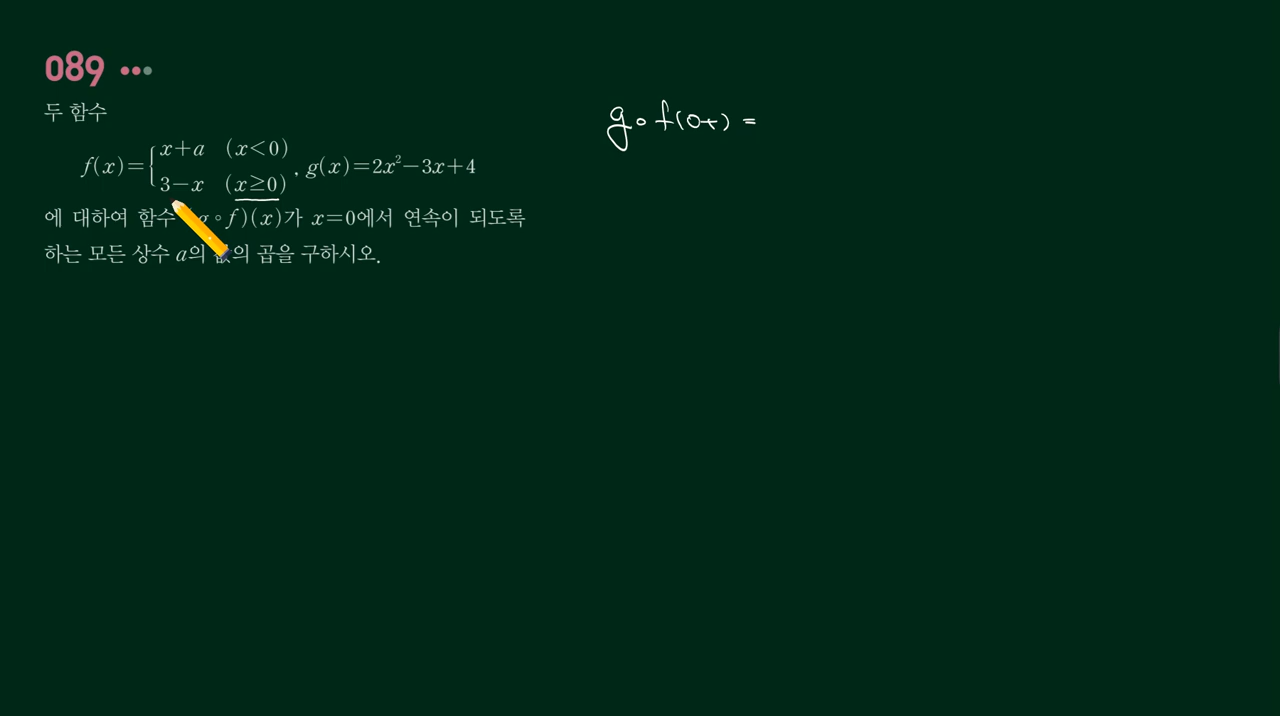 089
두 함수
f(x)={x+a (x<0)
3-x (x≥0) , g(x)=2x²-3x+4
에 대하여 함수 (g∘f)(x)가 x=0에서 연속이 되도록
하는 모든 상수 a의 값의 곱을 구하시오.
g∘f(0+) =